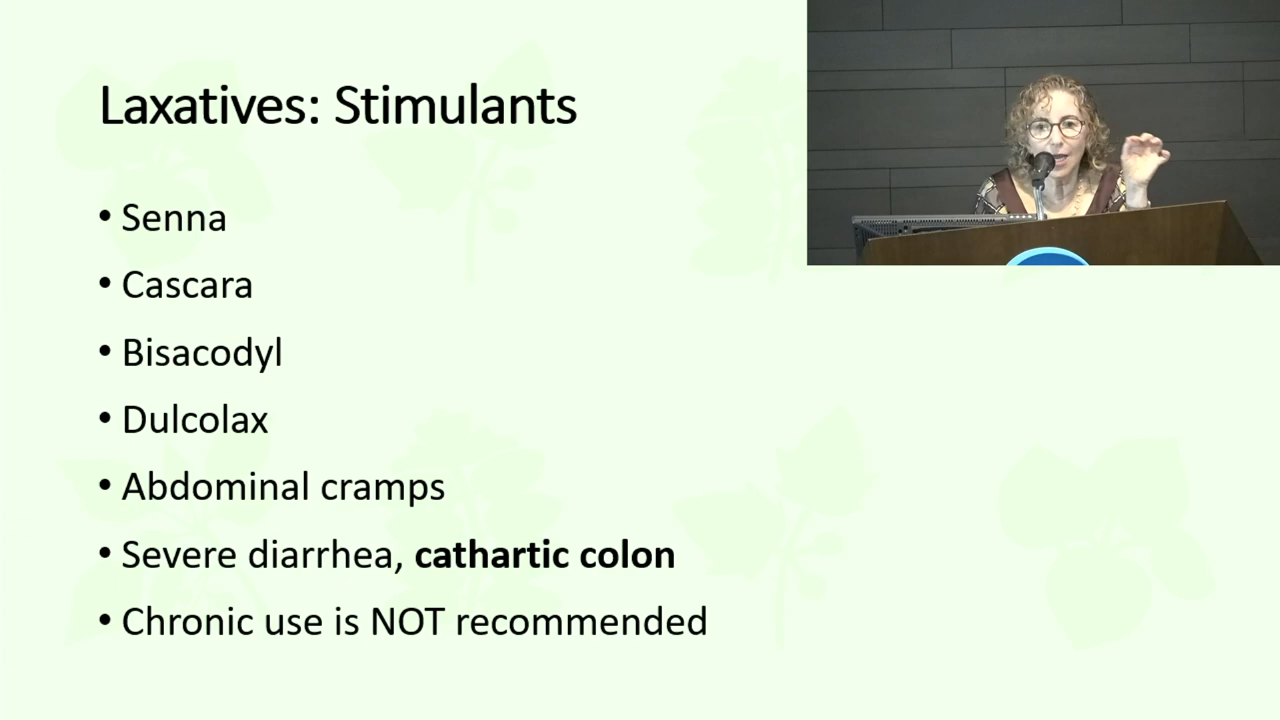 Laxatives: Stimulants
• Senna
• Cascara
• Bisacodyl
• Dulcolax
• Abdominal cramps
• Severe diarrhea, cathartic colon
• Chronic use is NOT recommended